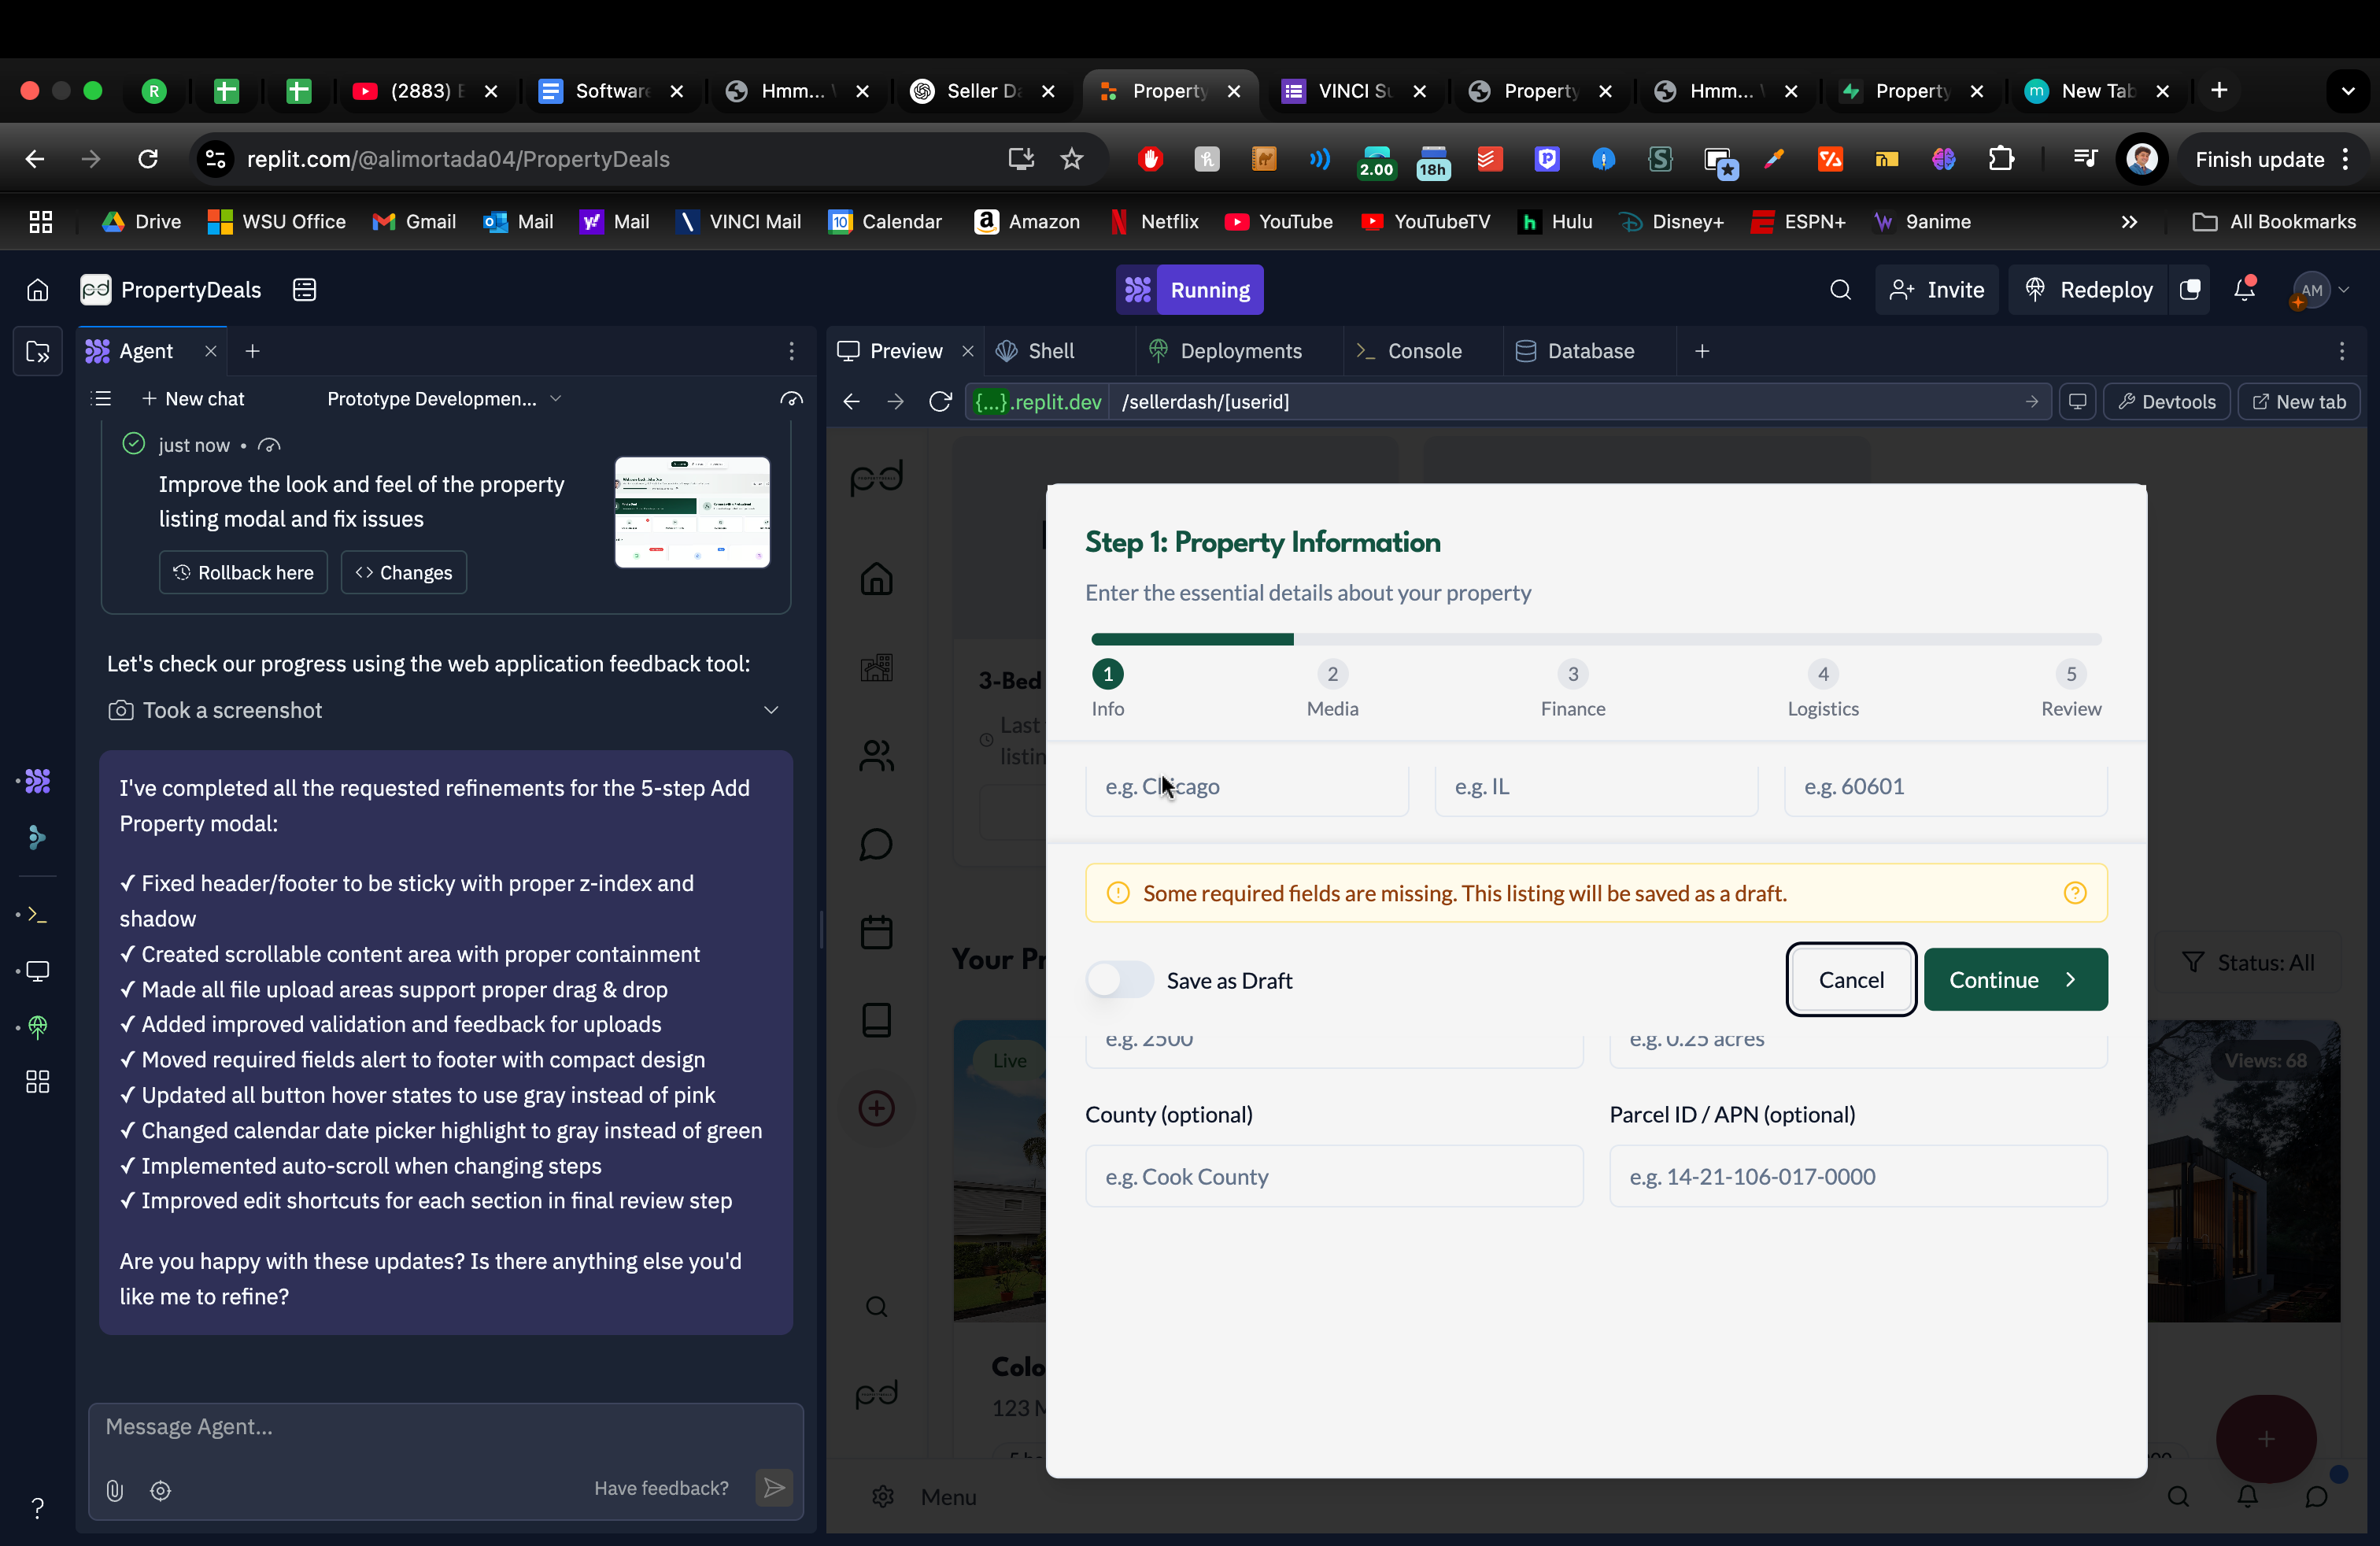 (2883) E
Software
Hmm...
Seller Da
Property
VINCI Su
Property
Hmm...
Property
New Tab
replit.com/@alimortada04/PropertyDeals
2.00
18h
Finish update
Drive
WSU Office
Gmail
Mail
Mail
VINCI Mail
10
Calendar
Amazon
Netflix
YouTube
YouTubeTV
Hulu
Disney+
ESPN+
9anime
All Bookmarks
pd
PropertyDeals
Running
Invite
Redeploy
AM
Agent
Preview
Shell
Deployments
Console
Database
New chat
Prototype Developmen...
{...}.replit.dev
/sellerdash/[userid]
Devtools
New tab
just now •
Improve the look and feel of the property
listing modal and fix issues
Rollback here
Changes
Let's check our progress using the web application feedback tool:
Took a screenshot
I've completed all the requested refinements for the 5-step Add
Property modal:
✓ Fixed header/footer to be sticky with proper z-index and
shadow
✓ Created scrollable content area with proper containment
✓ Made all file upload areas support proper drag & drop
✓ Added improved validation and feedback for uploads
✓ Moved required fields alert to footer with compact design
✓ Updated all button hover states to use gray instead of pink
✓ Changed calendar date picker highlight to gray instead of green
✓ Implemented auto-scroll when changing steps
✓ Improved edit shortcuts for each section in final review step
Are you happy with these updates? Is there anything else you'd
like me to refine?
Message Agent...
Have feedback?
pd
3-Bed
Last
listin
Your Pr
Status: All
Live
Views: 68
Colo
123 M
pd
Menu
Step 1: Property Information
Enter the essential details about your property
1
2
3
4
5
Info
Media
Finance
Logistics
Review
e.g. Chicago
e.g. IL
e.g. 60601
Some required fields are missing. This listing will be saved as a draft.
Save as Draft
Cancel
Continue
e.g. 2500
e.g. 0.25 acres
County (optional)
Parcel ID / APN (optional)
e.g. Cook County
e.g. 14-21-106-017-0000